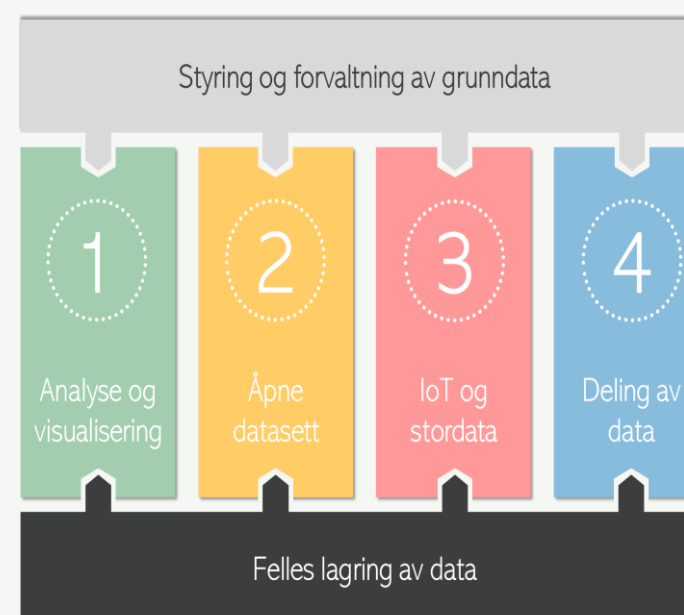 Styring og forvaltning av grunndata
1
Analyse og
visualisering
2
Åpne
datasett
3
IoT og
stordata
4
Deling av
data
Felles lagring av data